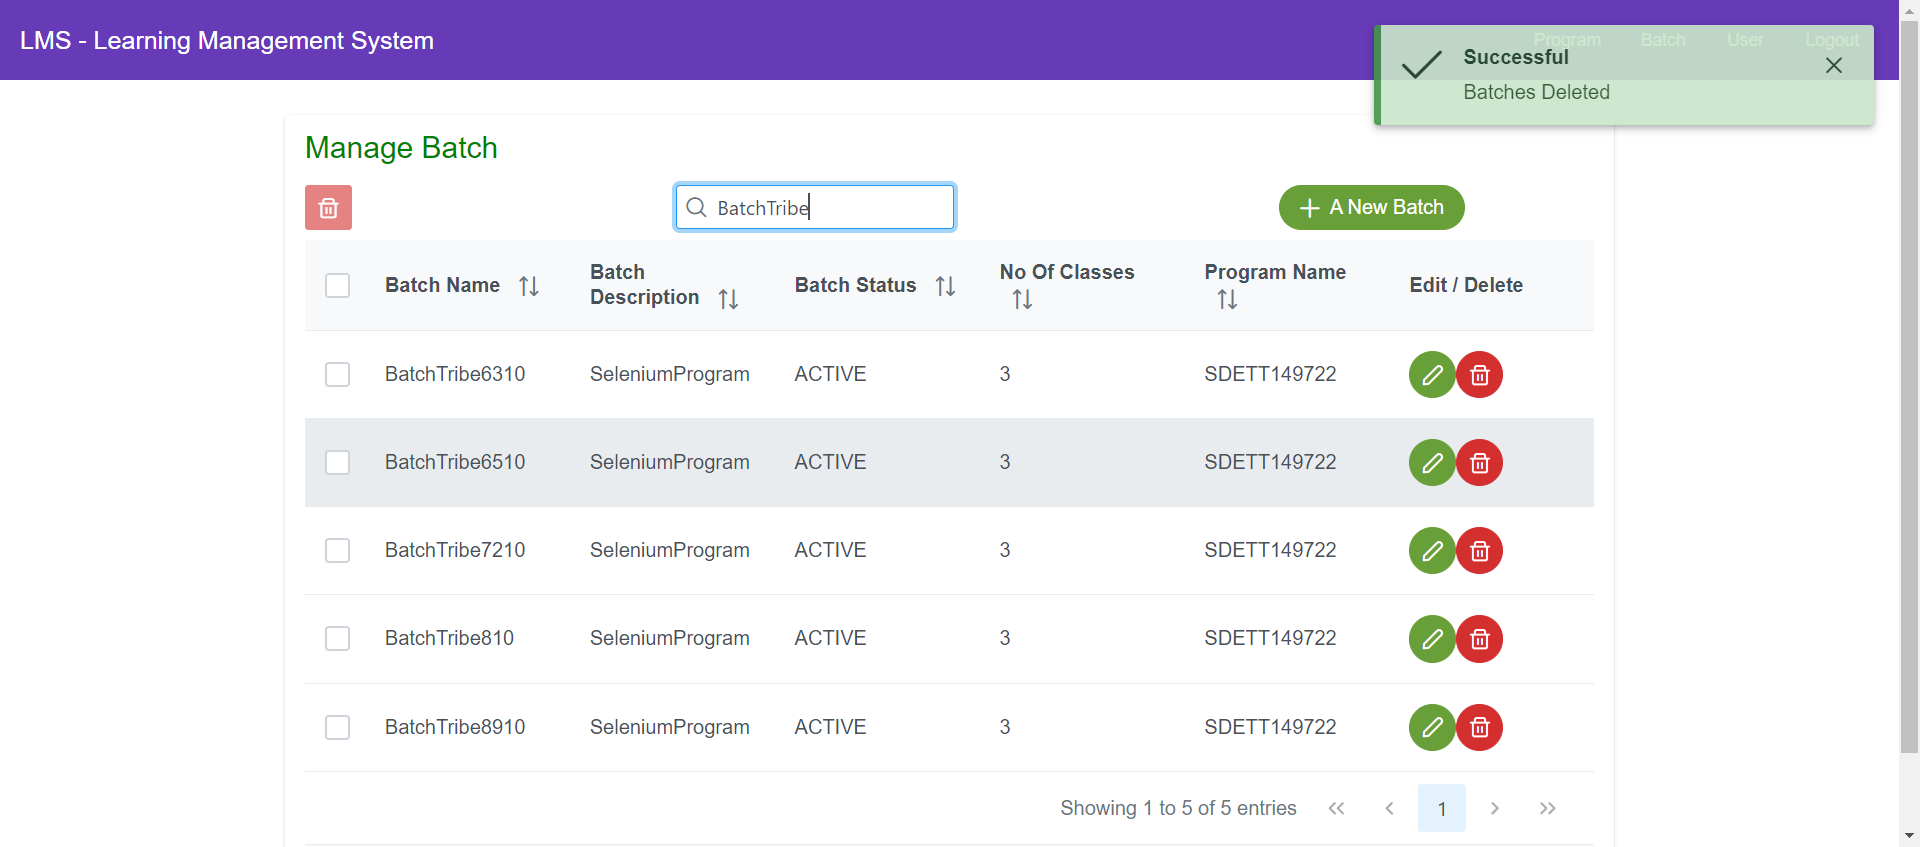 LMS - Learning Management System
Program Batch User Logout
Successful
Batches Deleted
Manage Batch
BatchTribe
A New Batch
Batch Name Batch Description Batch Status No Of Classes Program Name Edit / Delete
BatchTribe6310 SeleniumProgram ACTIVE 3 SDETT149722
BatchTribe6510 SeleniumProgram ACTIVE 3 SDETT149722
BatchTribe7210 SeleniumProgram ACTIVE 3 SDETT149722
BatchTribe810 SeleniumProgram ACTIVE 3 SDETT149722
BatchTribe8910 SeleniumProgram ACTIVE 3 SDETT149722
Showing 1 to 5 of 5 entries 1